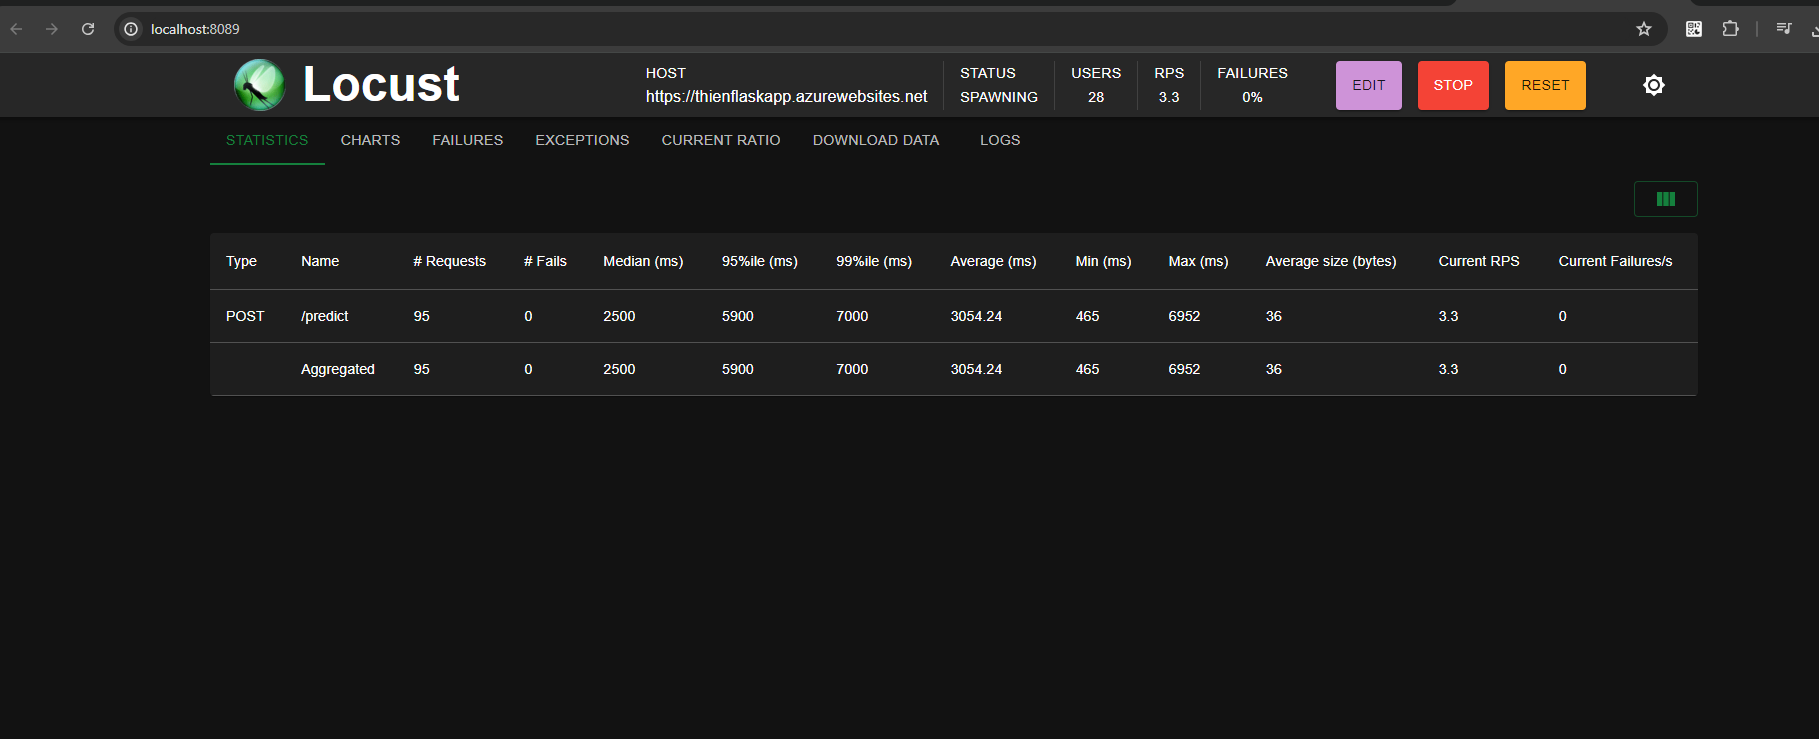 localhost:8089
Locust
HOST
https://thienflaskapp.azurewebsites.net
STATUS
SPAWNING
USERS
28
RPS
3.3
FAILURES
0%
EDIT
STOP
RESET
STATISTICS CHARTS FAILURES EXCEPTIONS CURRENT RATIO DOWNLOAD DATA LOGS
Type Name # Requests # Fails Median (ms) 95%ile (ms) 99%ile (ms) Average (ms) Min (ms) Max (ms) Average size (bytes) Current RPS Current Failures/s
POST /predict 95 0 2500 5900 7000 3054.24 465 6952 36 3.3 0
Aggregated 95 0 2500 5900 7000 3054.24 465 6952 36 3.3 0